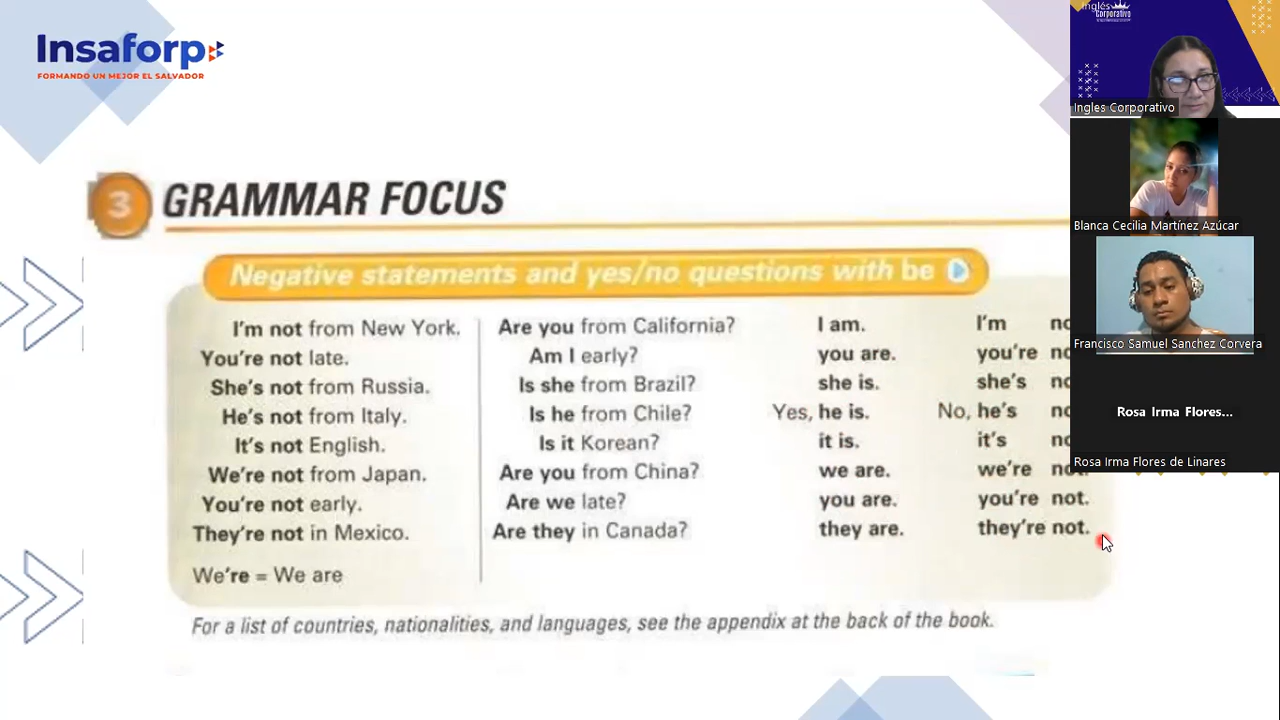 Insaforp
FORMANDO UN MEJOR EL SALVADOR
3 GRAMMAR FOCUS
Negative statements and yes/no questions with be
I'm not from New York.
You're not late.
She's not from Russia.
He's not from Italy.
It's not English.
We're not from Japan.
You're not early.
They're not in Mexico.
We're = We are
Are you from California?
Am I early?
Is she from Brazil?
Is he from Chile?
Is it Korean?
Are you from China?
Are we late?
Are they in Canada?
I am.
you are.
she is.
Yes, he is.
it is.
we are.
you are.
they are.
I'm
you're
she's
No, he's
it's
we're not.
you're not.
they're not.
For a list of countries, nationalities, and languages, see the appendix at the back of the book.
Inglés
Corporativo
Ingles Corporativo
Blanca Cecilia Martínez Azúcar
Francisco Samuel Sanchez Corvera
Rosa Irma Flores...
Rosa Irma Flores de Linares